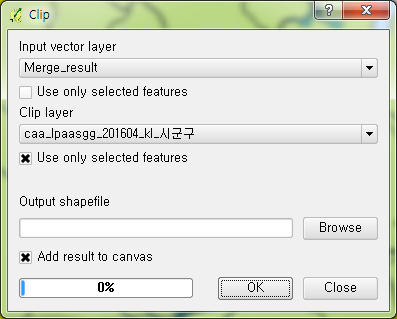 Clip
Input vector layer
Merge_result
Use only selected features
Clip layer
caa_lpaasgg_201604_kl_시군구
Use only selected features
Output shapefile
Browse
Add result to canvas
0%
OK
Close